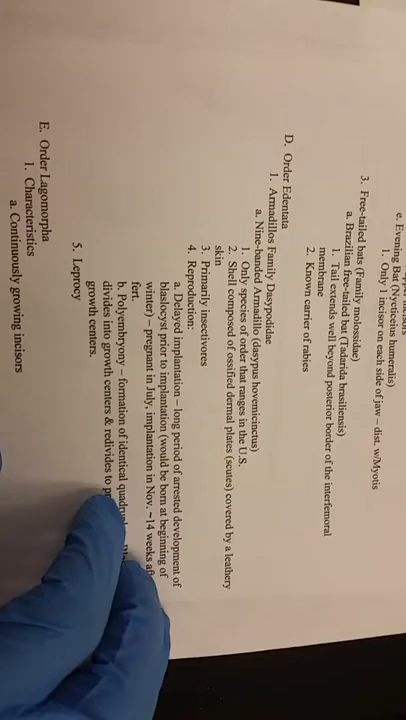 e. Evening Bat (Nycticeius humeralis)
1. Only 1 incisor on each side of jaw – dist. w/Myotis
3. Free-tailed bats (Family molossidae)
a. Brazilian free-tailed bat (Tadarida brasiliensis)
1. Tail extends well beyond posterior border of the interfemoral
membrane
2. Known carrier of rabies
D. Order Edentata
1. Armadillos Family Dasypodidae
a. Nine-banded Armadillo (dasypus hovemic-inctus)
1. Only species of order that ranges in the U.S.
2. Shell composed of ossified dermal plates (scutes) covered by a leathery
skin
3. Primarily insectivores
4. Reproduction:
a. Delayed implantation – long period of arrested development of
blastocyst prior to implantation (would be born at beginning of
winter) – pregnant in July, implantation in Nov. ~14 weeks
fert.
b. Polyembryony – formation of identical
divides into growth centers & redivides to
growth centers.
5. Leprocy
E. Order Lagomorpha
1. Characteristics
a. Continuously growing incisors